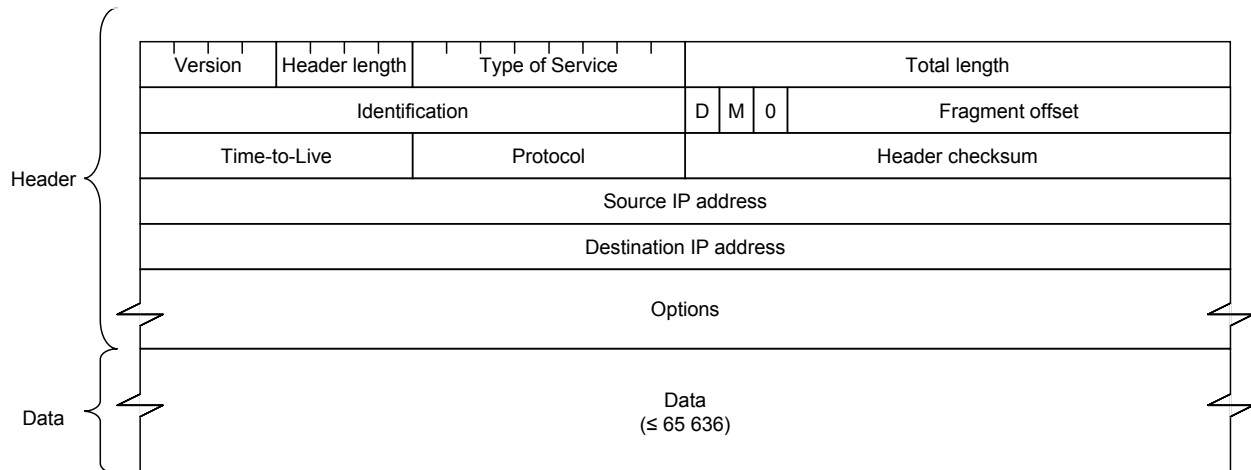 Version Header length Type of Service Total length
Identification D M 0 Fragment offset
Time-to-Live Protocol Header checksum
Header
Source IP address
Destination IP address
Options
Data
Data
(≤ 65 636)